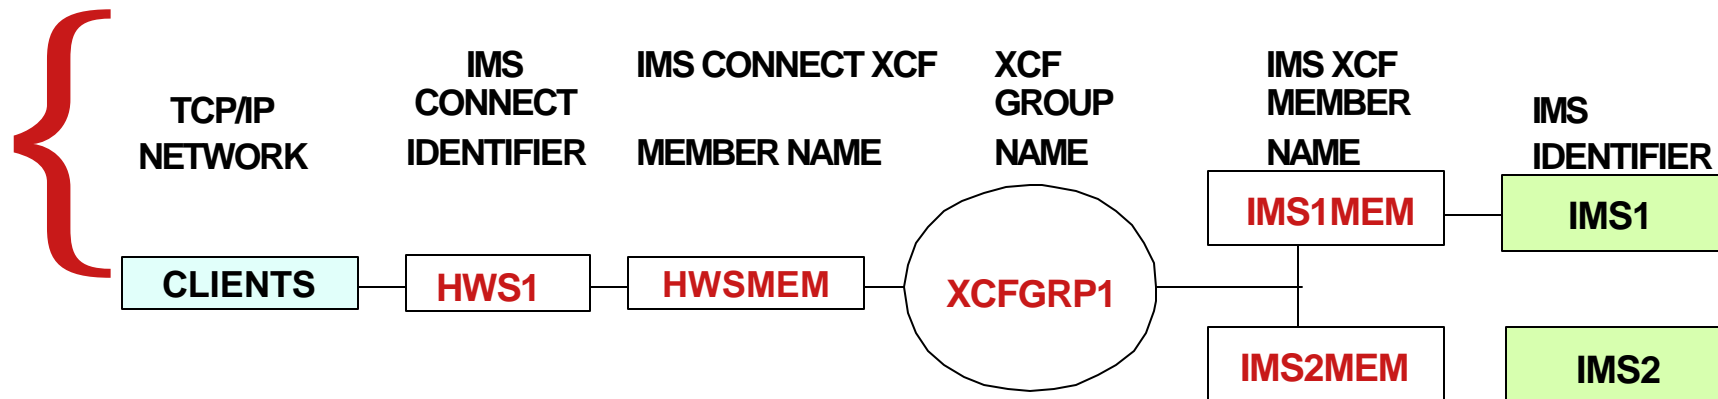 TCP/IP
NETWORK
IMS
CONNECT
IDENTIFIER
IMS CONNECT XCF
MEMBER NAME
XCF
GROUP
NAME
IMS XCF
MEMBER
NAME
IMS
IDENTIFIER
CLIENTS
HWS1
HWSMEM
XCFGRP1
IMS1MEM
IMS1
IMS2MEM
IMS2